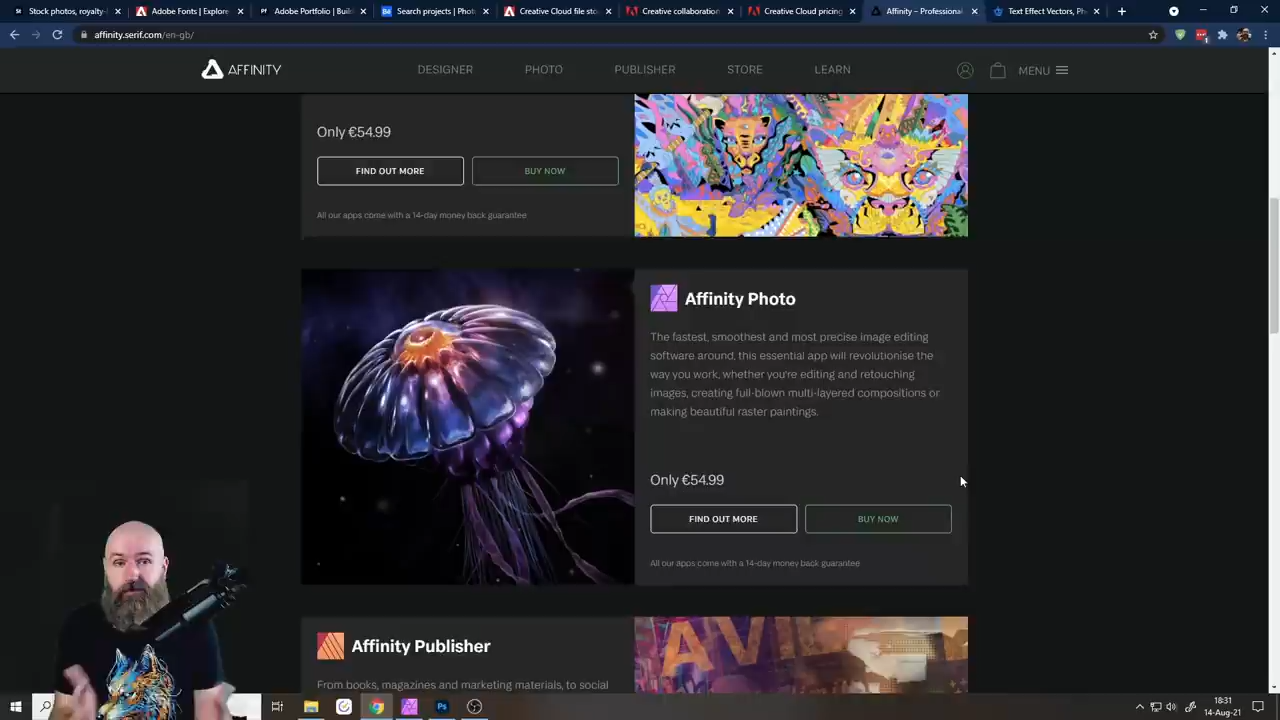 Stock photos, royalty-
Adobe Fonts | Explore
Adobe Portfolio | Buil
Search projects | Phot
Creative Cloud file sto
Creative collaboration
Creative Cloud pricing
Affinity – Professional
Text Effect Vectors, Ph
affinity.serif.com/en-gb/
AFFINITY
DESIGNER
PHOTO
PUBLISHER
STORE
LEARN
MENU
Only €54.99
FIND OUT MORE
BUY NOW
All our apps come with a 14-day money back guarantee
Affinity Photo
The fastest, smoothest and most precise image editing
software around, this essential app will revolutionise the
way you work, whether you're editing and retouching
images, creating full-blown multi-layered compositions or
making beautiful raster paintings.
Only €54.99
FIND OUT MORE
BUY NOW
All our apps come with a 14-day money back guarantee
Affinity Publisher
From books, magazines and marketing materials, to social
18:31
14-Aug-21